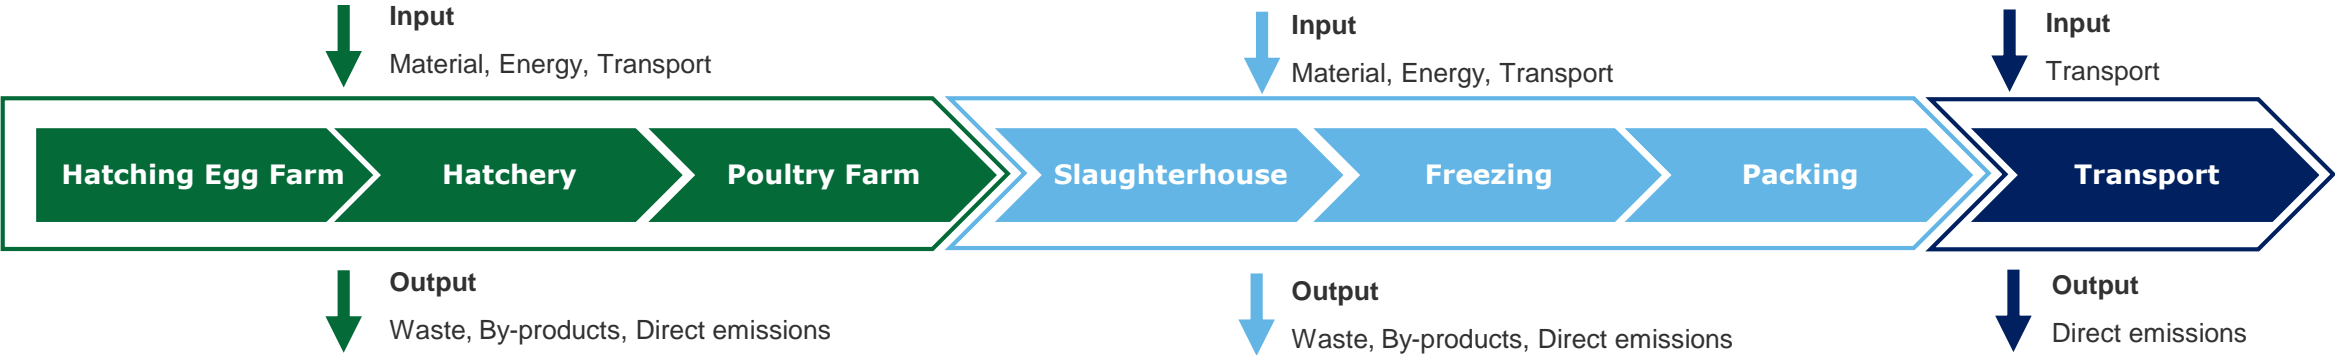 Input
Material, Energy, Transport
Input
Material, Energy, Transport
Input
Transport
Hatching Egg Farm
Hatchery
Poultry Farm
Slaughterhouse
Freezing
Packing
Transport
Output
Waste, By-products, Direct emissions
Output
Waste, By-products, Direct emissions
Output
Direct emissions